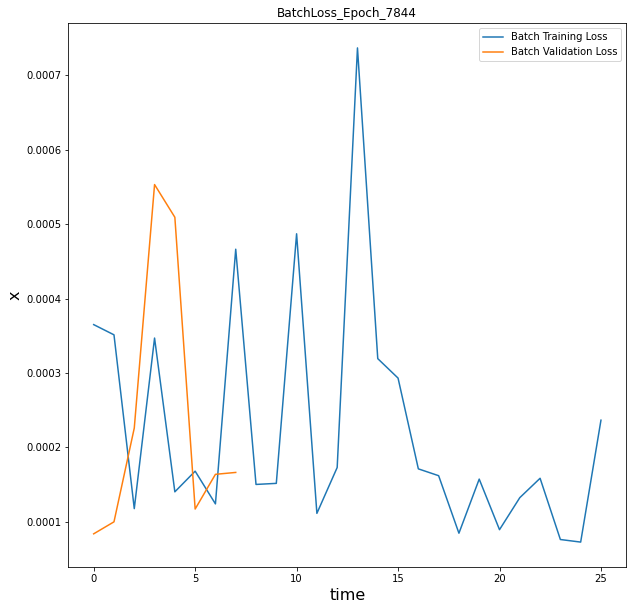 BatchLoss_Epoch_7844
Batch Training Loss
Batch Validation Loss
0.0007
0.0006
0.0005
0.0004
0.0003
0.0002
0.0001
x
0 5 10 15 20 25
time